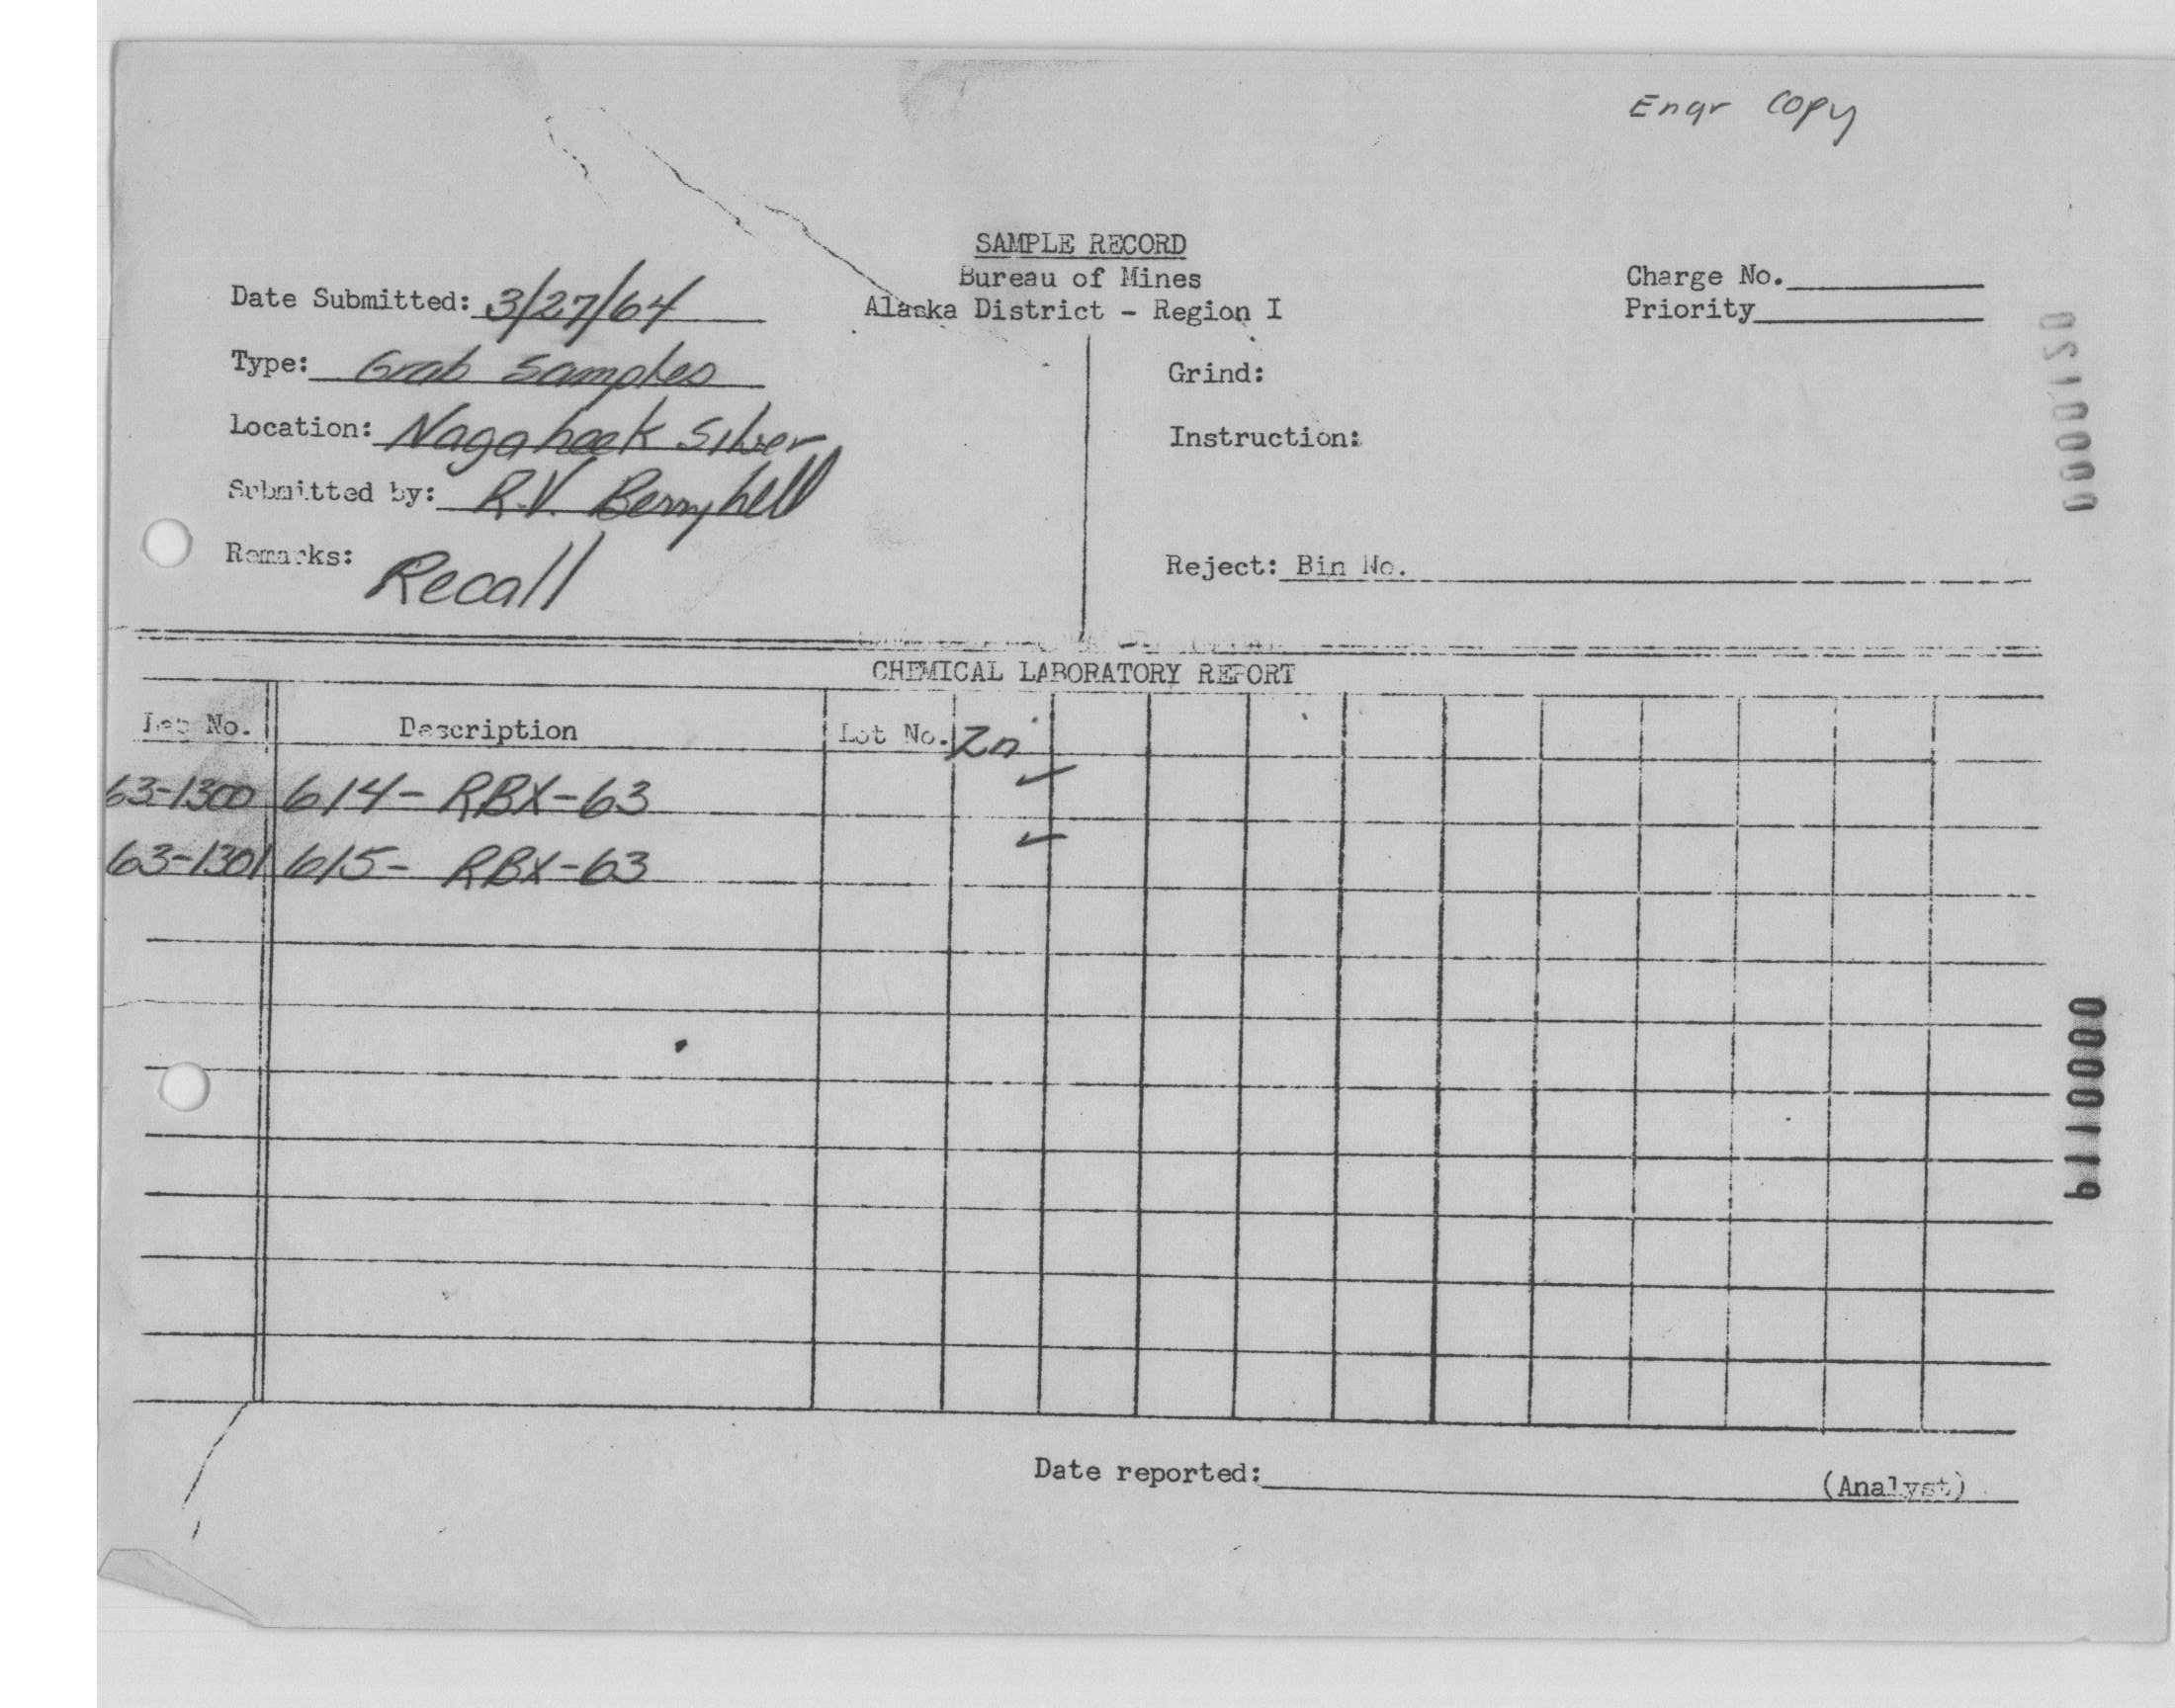 Engr Copy
SAMPLE RECORD
Bureau of Mines
Alaska District - Region I
Charge No.
Priority
Date Submitted: 3/27/64
Type: Grab Samples
Location: Nagahook Silver
Submitted by: R.V. Berryhill
Remarks: Recall
Grind:
Instruction:
Reject: Bin No.
0210000
CHEMICAL LABORATORY REPORT
Lab No. Description Lot No. Zn
63-1300 614- RBX-63 ✓
63-1301 615- RBX-63 ✓
0000119
Date reported: (Analyst)